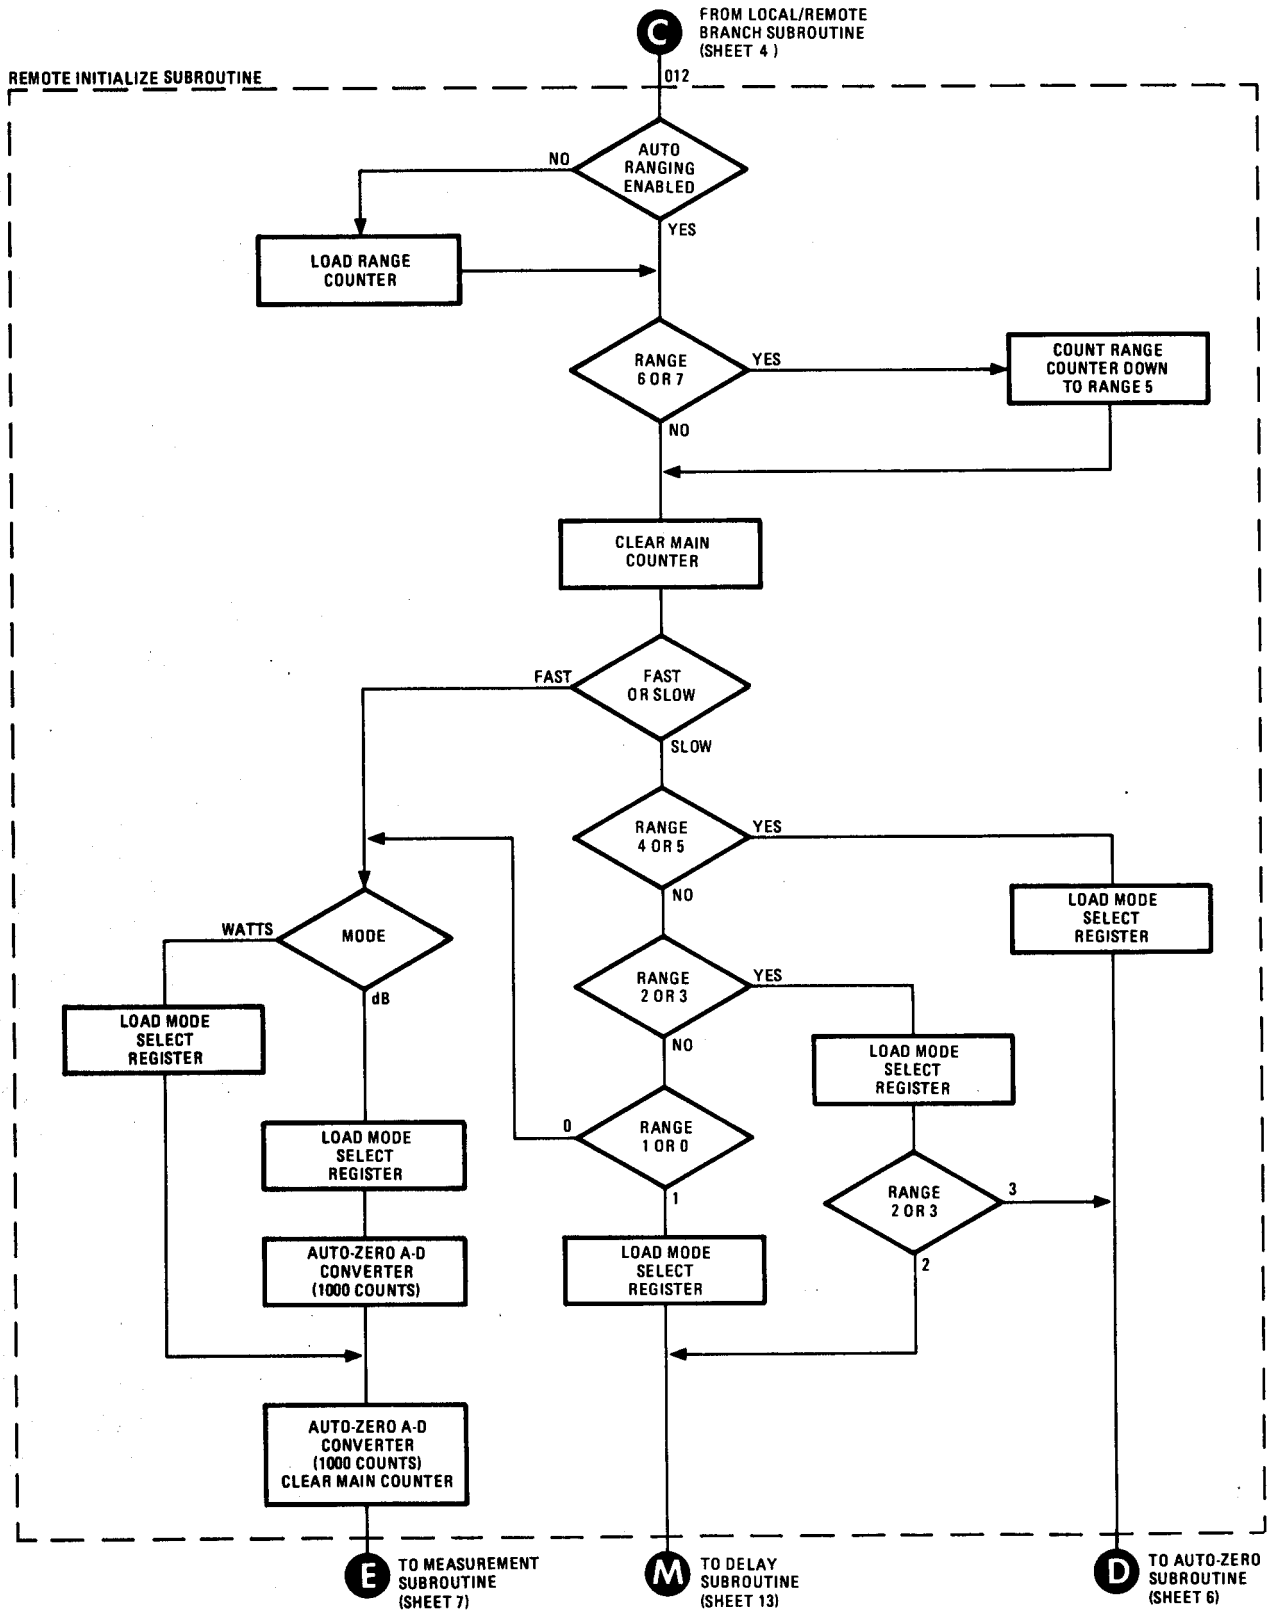 C
FROM LOCAL/REMOTE
BRANCH SUBROUTINE
(SHEET 4 )
012
REMOTE INITIALIZE SUBROUTINE
AUTO
RANGING
ENABLED
NO
YES
LOAD RANGE
COUNTER
RANGE
6 OR 7
YES
NO
COUNT RANGE
COUNTER DOWN
TO RANGE 5
CLEAR MAIN
COUNTER
FAST
OR SLOW
FAST
SLOW
RANGE
4 OR 5
YES
NO
LOAD MODE
SELECT
REGISTER
MODE
WATTS
dB
RANGE
2 OR 3
YES
NO
LOAD MODE
SELECT
REGISTER
LOAD MODE
SELECT
REGISTER
LOAD MODE
SELECT
REGISTER
RANGE
1 OR 0
0
1
RANGE
2 OR 3
3
2
AUTO-ZERO A-D
CONVERTER
(1000 COUNTS)
LOAD MODE
SELECT
REGISTER
AUTO-ZERO A-D
CONVERTER
(1000 COUNTS)
CLEAR MAIN COUNTER
E
TO MEASUREMENT
SUBROUTINE
(SHEET 7)
M
TO DELAY
SUBROUTINE
(SHEET 13)
D
TO AUTO-ZERO
SUBROUTINE
(SHEET 6)